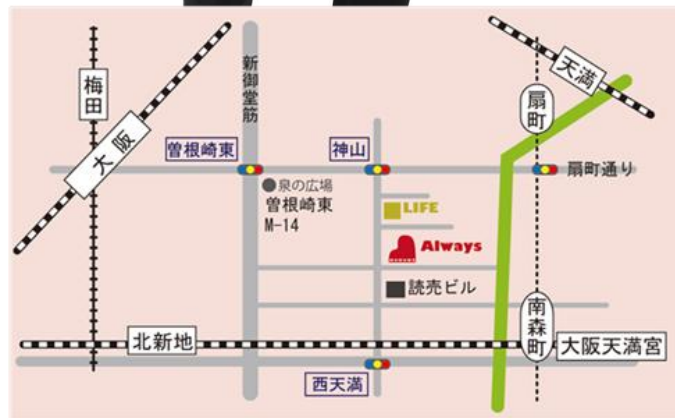 梅田
大阪
新御堂筋
天満
扇町
曽根崎東
神山
扇町通り
泉の広場
曽根崎東
M-14
LIFE
Always
読売ビル
南森町
北新地
大阪天満宮
西天満